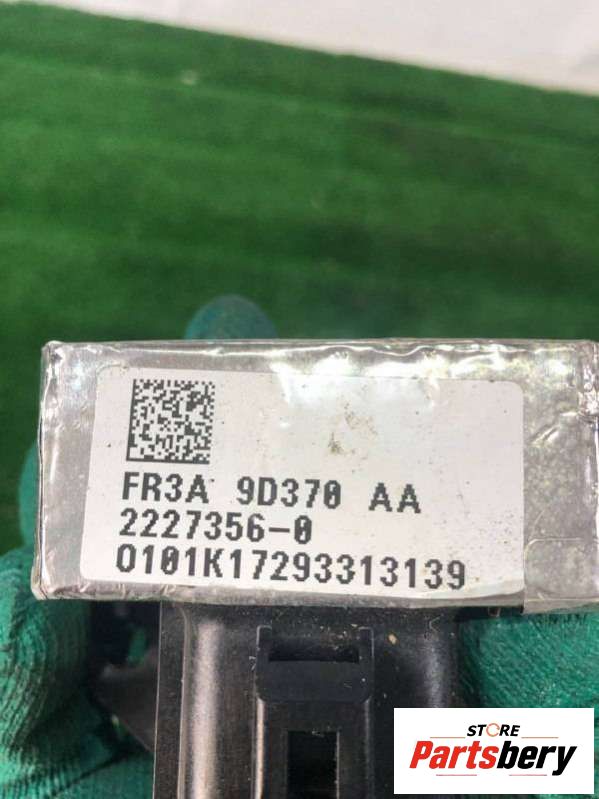 FR3A 9D370 AA
2227356-0
0101K17293313139
STORE
Partsbery